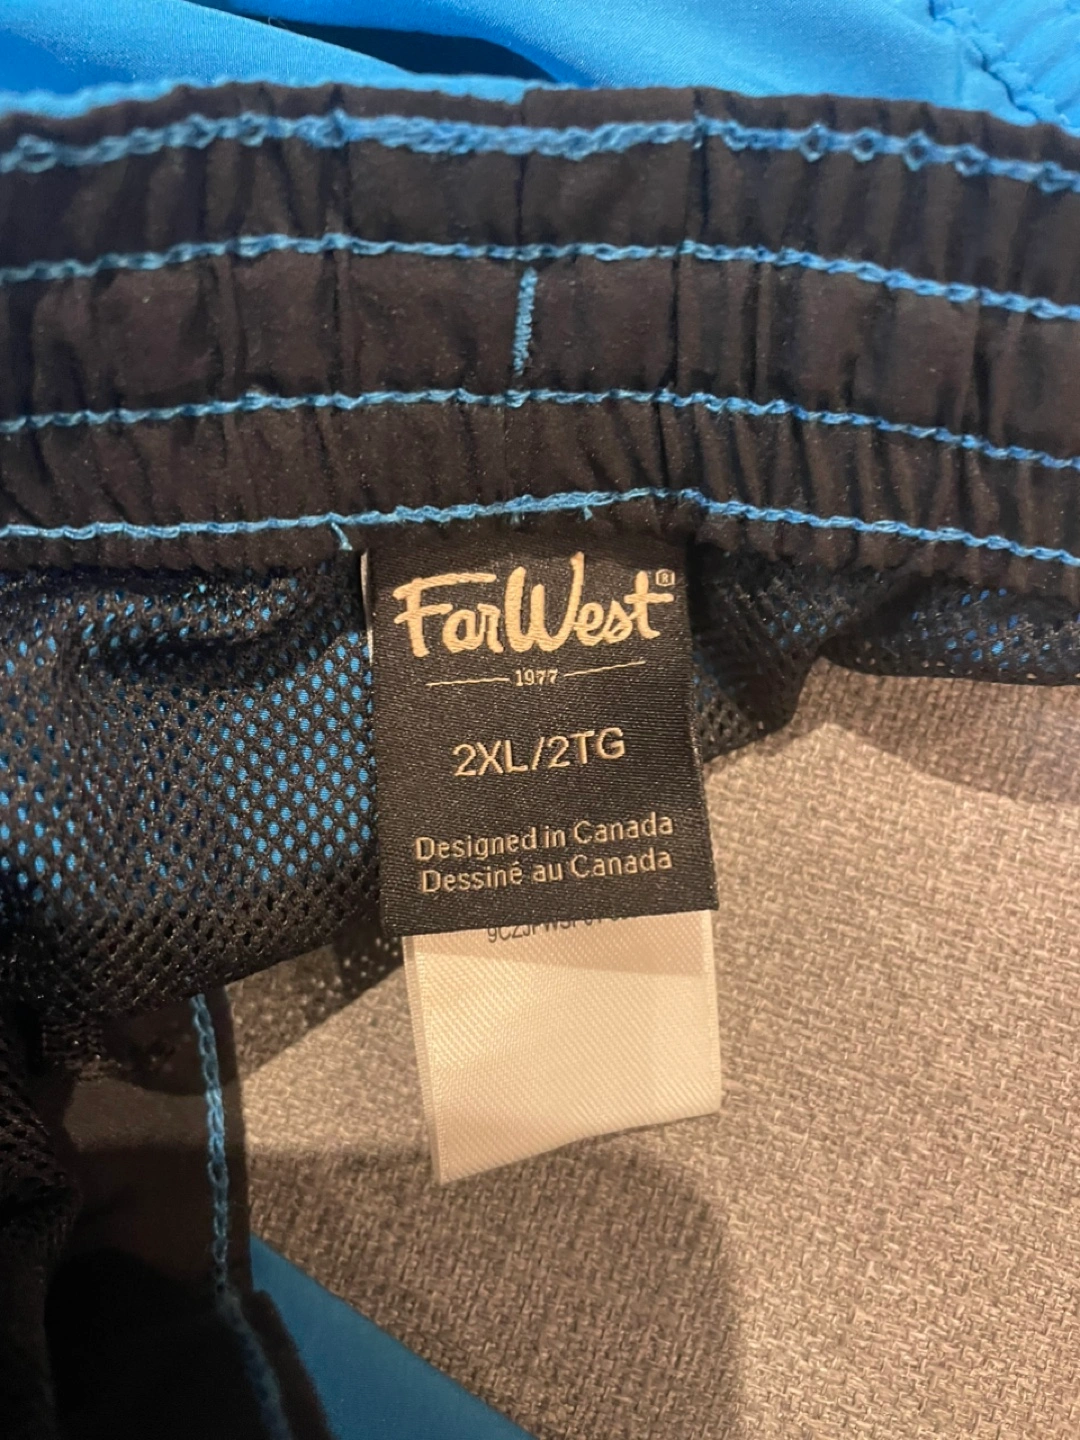 FarWest®
1977
2XL/2TG
Designed in Canada
Dessiné au Canada